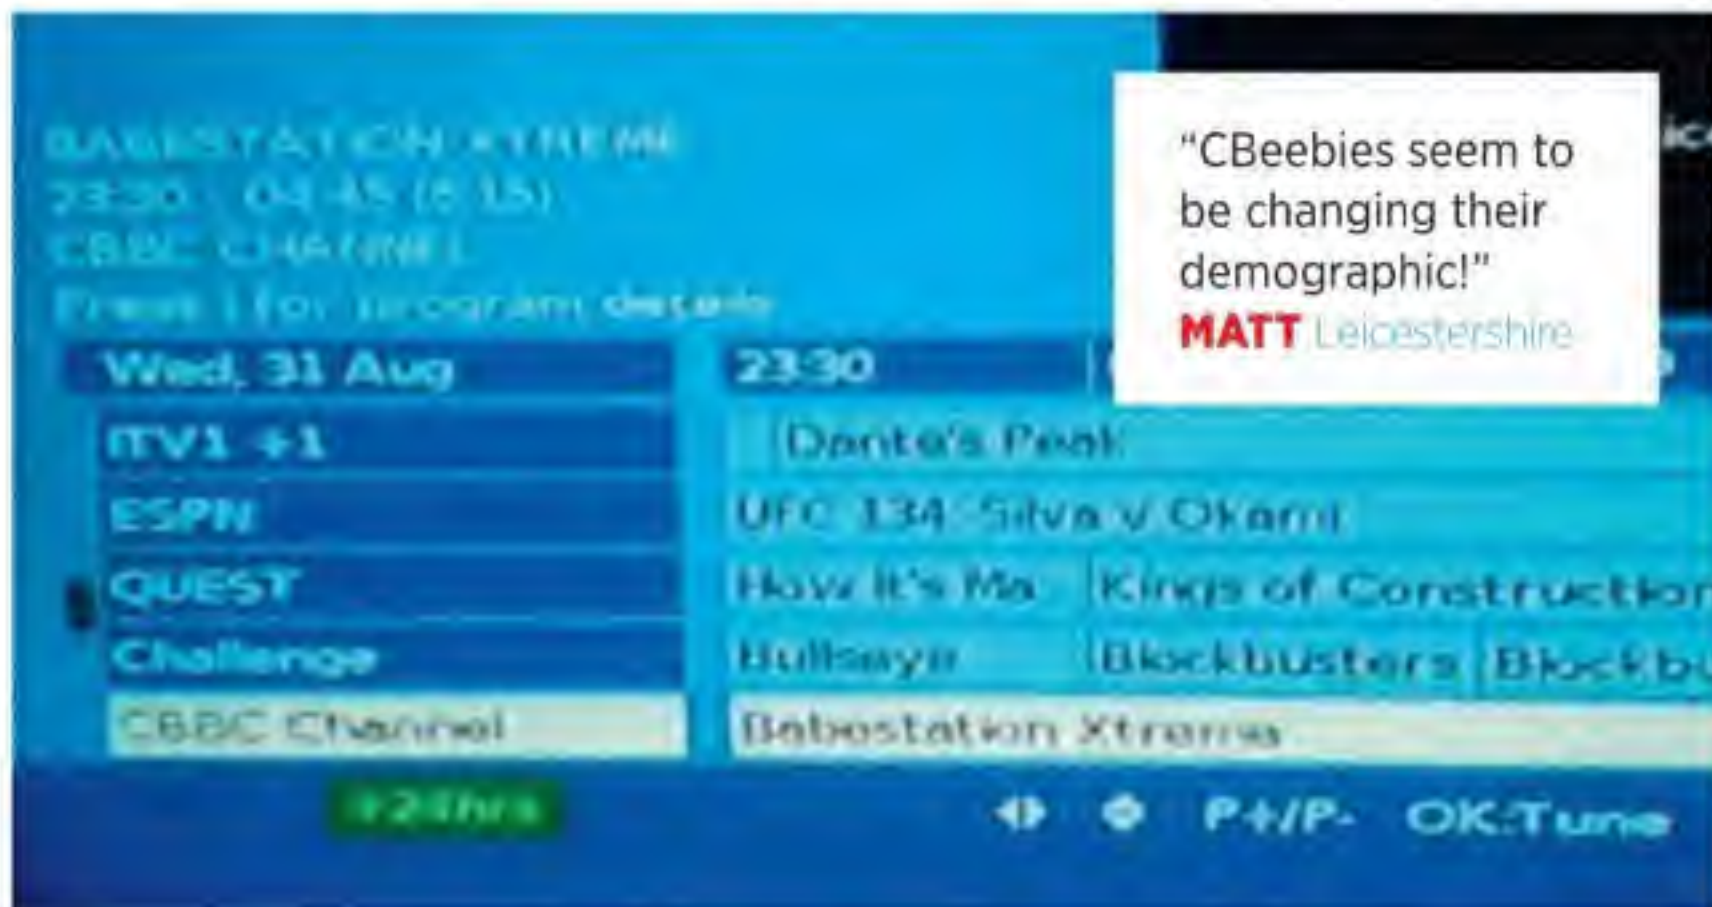 BABESTATION XTREME
23:30 - 04:45 (5:15)
CBBC CHANNEL
Press i for program details
"CBeebies seem to
be changing their
demographic!"
MATT Leicestershire
Wed, 31 Aug 23:30
ITV1 +1 Dante's Peak
ESPN UFC 134: Silva v Okami
QUEST How It's Ma Kings of Construction
Challenge Bullseye Blockbusters Blockbu
CBBC Channel Babestation Xtreme
+24hrs P+/P- OK:Tune